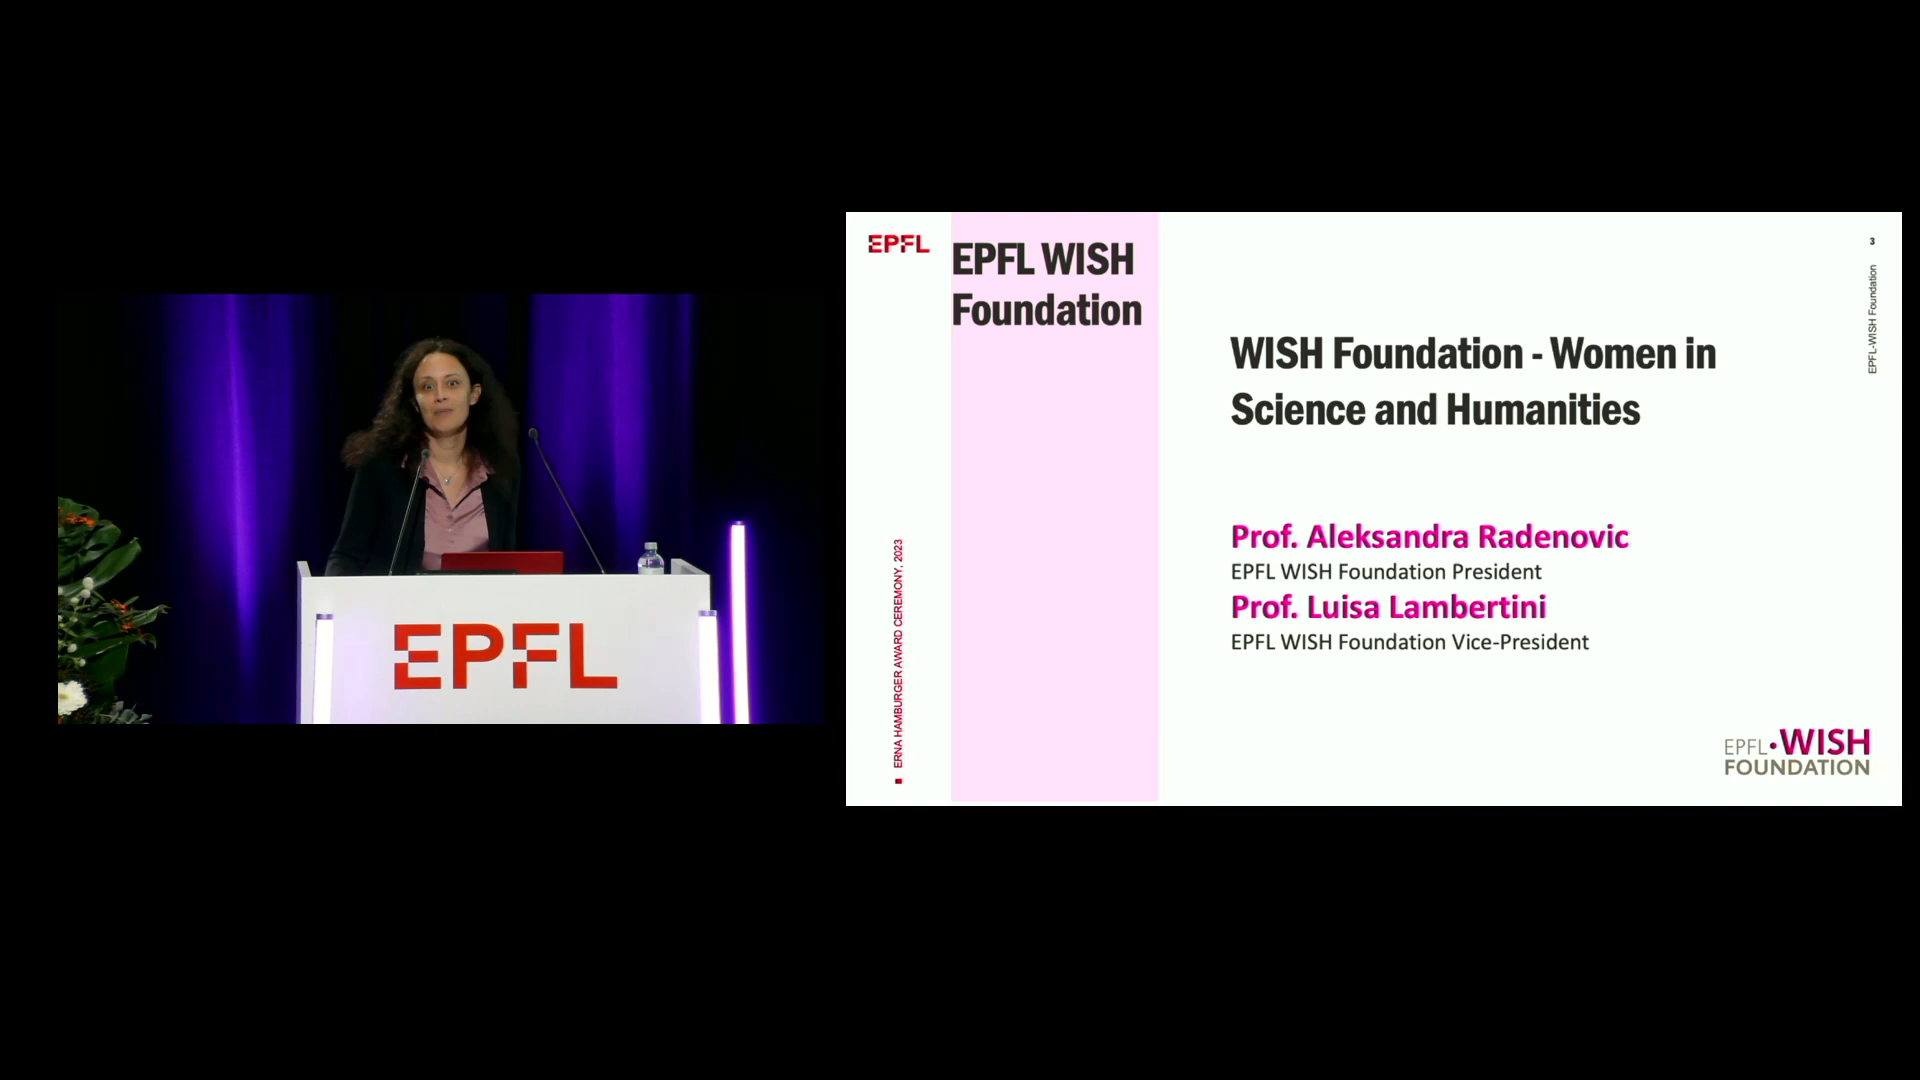 EPFL
EPFL
EPFL WISH
Foundation
ERNA HAMBURGER AWARD CEREMONY, 2023
WISH Foundation - Women in
Science and Humanities
Prof. Aleksandra Radenovic
EPFL WISH Foundation President
Prof. Luisa Lambertini
EPFL WISH Foundation Vice-President
3
EPFL-WISH Foundation
EPFL•WISH
FOUNDATION